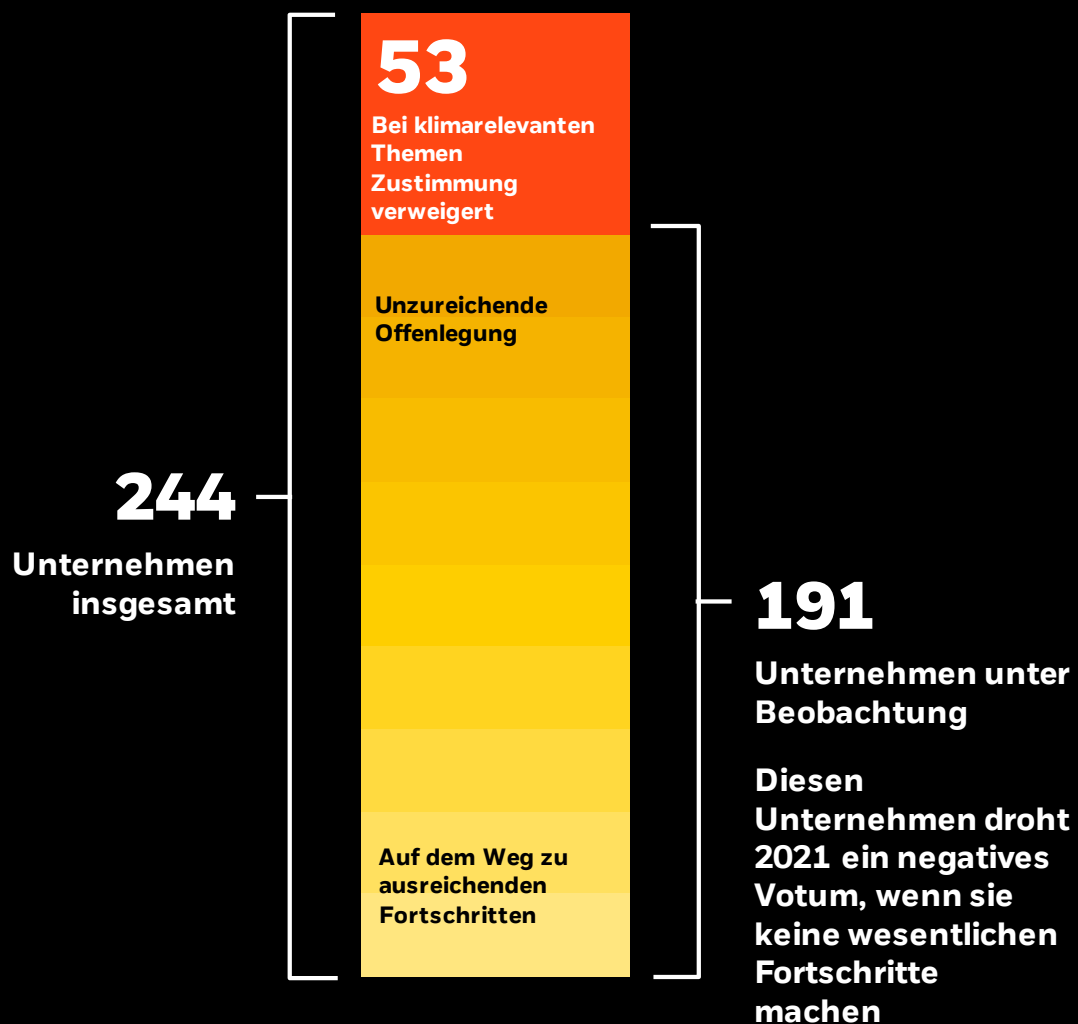 53
Bei klimarelevanten
Themen
Zustimmung
verweigert
Unzureichende
Offenlegung
244
Unternehmen
insgesamt
191
Unternehmen unter
Beobachtung
Diesen
Unternehmen droht
2021 ein negatives
Votum, wenn sie
keine wesentlichen
Fortschritte
machen
Auf dem Weg zu
ausreichenden
Fortschritten